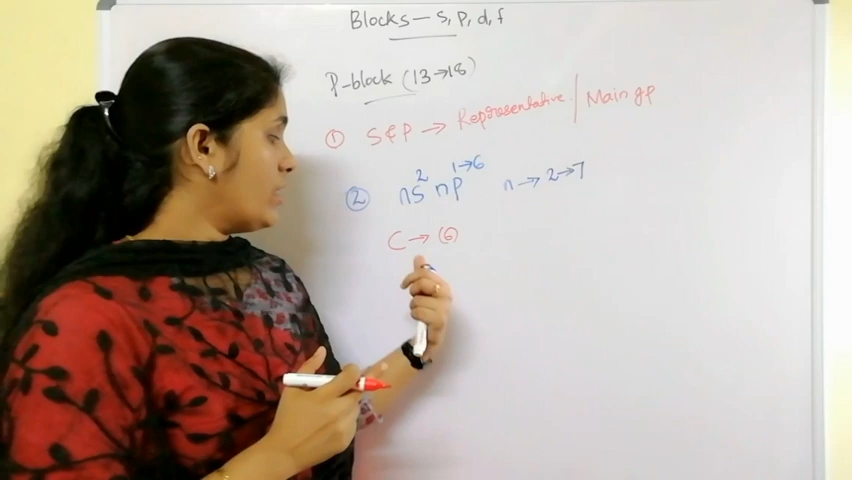 Blocks - s, p, d, f
P-block (13→18)
① S & P → Representative / Main gp
② ns² np¹→⁶ n → 2→7
C → ⑥